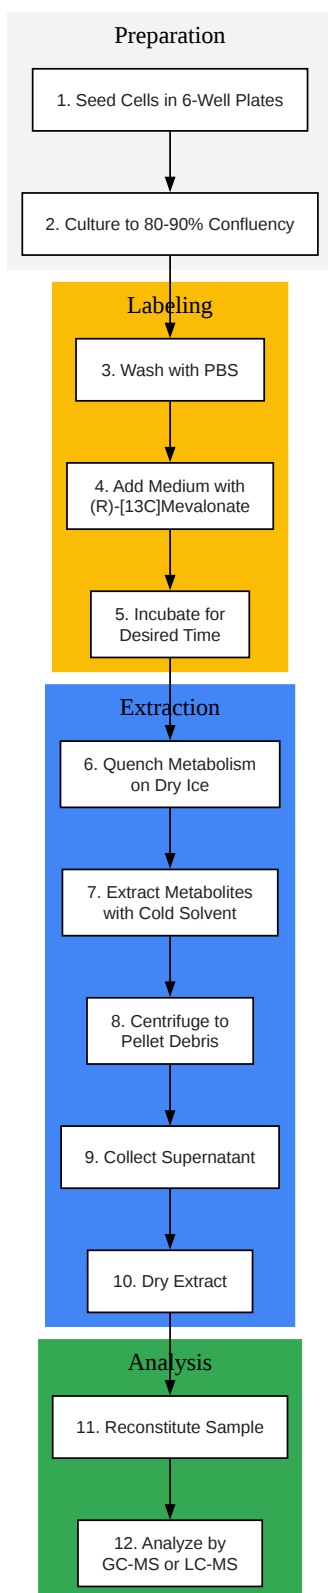 Preparation
1. Seed Cells in 6-Well Plates
2. Culture to 80-90% Confluency
Labeling
3. Wash with PBS
4. Add Medium with
(R)-[13C]Mevalonate
5. Incubate for
Desired Time
Extraction
6. Quench Metabolism
on Dry Ice
7. Extract Metabolites
with Cold Solvent
8. Centrifuge to
Pellet Debris
9. Collect Supernatant
10. Dry Extract
Analysis
11. Reconstitute Sample
12. Analyze by
GC-MS or LC-MS